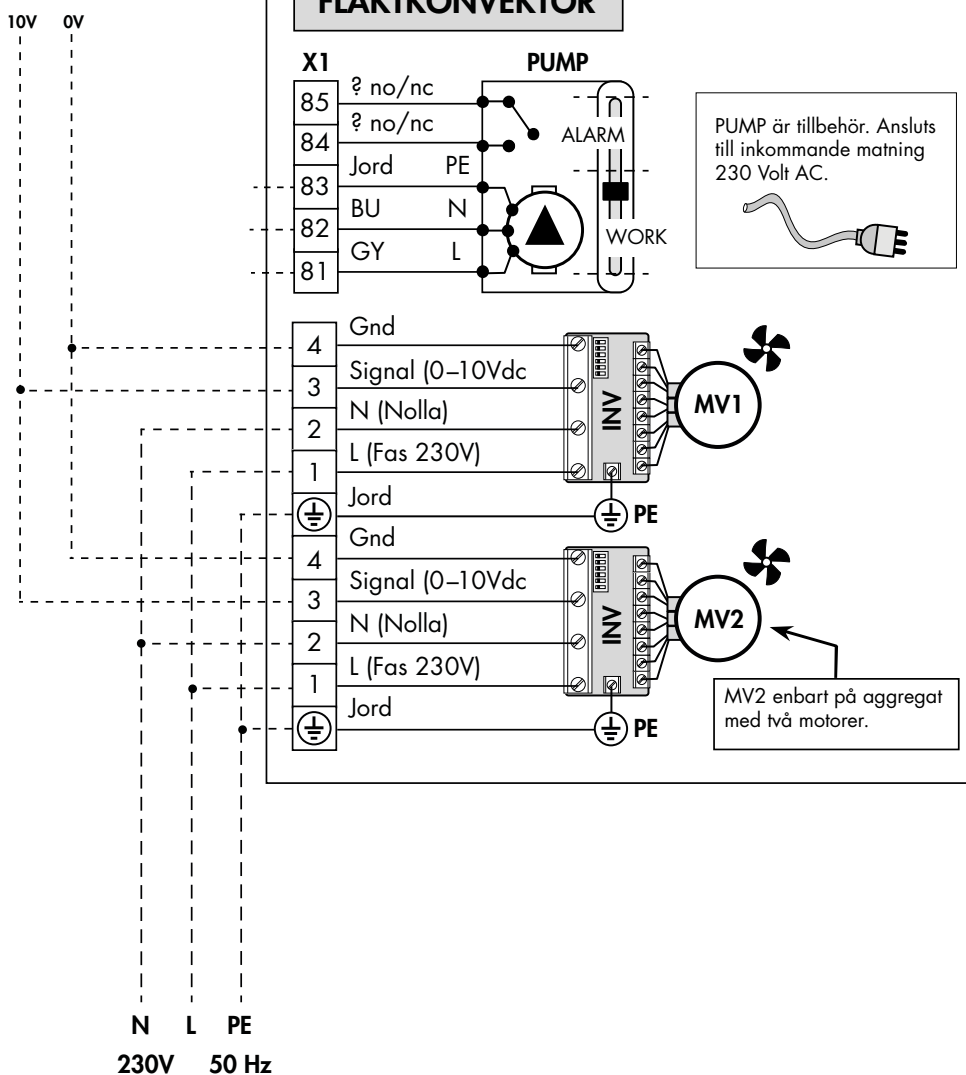 10V 0V
FLÄKTKONVEKTOR
X1 PUMP
85 ? no/nc
84 ? no/nc
ALARM
83 Jord PE
82 BU N
81 GY L
WORK
PUMP är tillbehör. Ansluts
till inkommande matning
230 Volt AC.
4 Gnd
3 Signal (0–10Vdc
2 N (Nolla)
1 L (Fas 230V)
Jord
INV
MV1
PE
4 Gnd
3 Signal (0–10Vdc
2 N (Nolla)
1 L (Fas 230V)
Jord
INV
MV2
PE
MV2 enbart på aggregat
med två motorer.
N L PE
230V 50 Hz